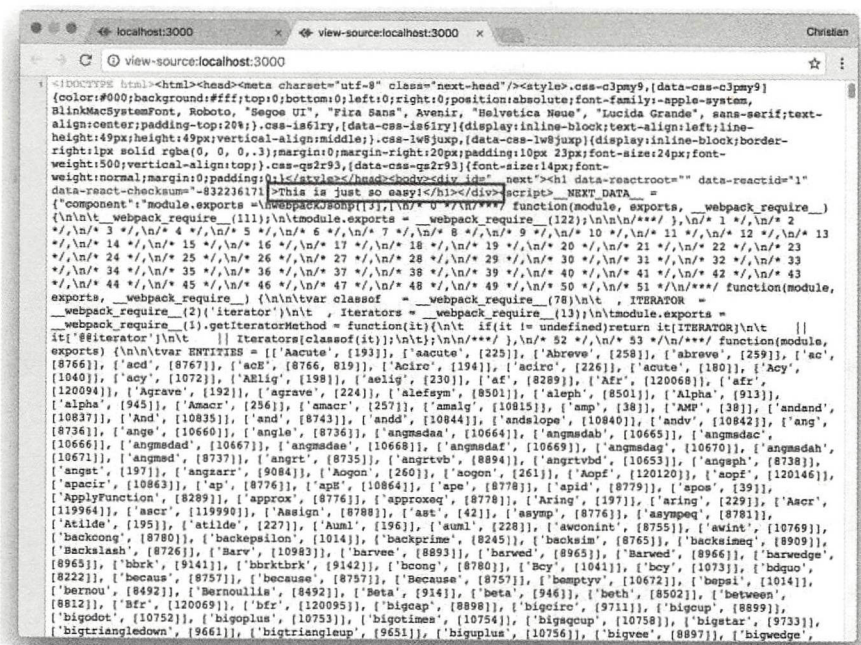 localhost:3000 × view-source:localhost:3000 × Christian
view-source:localhost:3000
1 <!DOCTYPE html><html><head><meta charset="utf-8" class="next-head"/><style>.css-c3pmy9,[data-css-c3pmy9]
{color:#000;background:#fff;top:0;bottom:0;left:0;right:0;position:absolute;font-family:-apple-system,
BlinkMacSystemFont, Roboto, "Segoe UI", "Fira Sans", Avenir, "Helvetica Neue", "Lucida Grande", sans-serif;text-
align:center;padding-top:20%;}.css-is6lry,[data-css-is6lry]{display:inline-block;text-align:left;line-
height:49px;height:49px;vertical-align:middle;}.css-lw8juxp,[data-css-lw8juxp]{display:inline-block;border-
right:1px solid rgba(0, 0, 0,.3);margin:0;margin-right:20px;padding:10px 23px;font-size:24px;font-
weight:500;vertical-align:top;}.css-qs2r93,[data-css-qs2r93]{font-size:14px;font-
weight:normal;margin:0;padding:0;}</style></head><body><div id="__next"><h1 data-reactroot="" data-reactid="1"
data-react-checksum="-832236171 >This is just so easy!</h1></div> script>__NEXT_DATA__ =
{"component":"module.exports =\nwebpackJsonp([3],[\n/* 0 */\n/***/ function(module, exports, __webpack_require__)
{\n\n\t__webpack_require__(111);\n\tmodule.exports = __webpack_require__(122);\n\n\n/***/ },\n/* 1 */,\n/* 2
*/,\n/* 3 */,\n/* 4 */,\n/* 5 */,\n/* 6 */,\n/* 7 */,\n/* 8 */,\n/* 9 */,\n/* 10 */,\n/* 11 */,\n/* 12 */,\n/* 13
*/,\n/* 14 */,\n/* 15 */,\n/* 16 */,\n/* 17 */,\n/* 18 */,\n/* 19 */,\n/* 20 */,\n/* 21 */,\n/* 22 */,\n/* 23
*/,\n/* 24 */,\n/* 25 */,\n/* 26 */,\n/* 27 */,\n/* 28 */,\n/* 29 */,\n/* 30 */,\n/* 31 */,\n/* 32 */,\n/* 33
*/,\n/* 34 */,\n/* 35 */,\n/* 36 */,\n/* 37 */,\n/* 38 */,\n/* 39 */,\n/* 40 */,\n/* 41 */,\n/* 42 */,\n/* 43
*/,\n/* 44 */,\n/* 45 */,\n/* 46 */,\n/* 47 */,\n/* 48 */,\n/* 49 */,\n/* 50 */,\n/* 51 */\n/***/ function(module,
exports, __webpack_require__) {\n\n\tvar classof = __webpack_require__(78)\n\t , ITERATOR =
__webpack_require__(2)('iterator')\n\t , Iterators = __webpack_require__(13);\n\tmodule.exports =
__webpack_require__(1).getIteratorMethod = function(it){\n\t if(it != undefined)return it[ITERATOR]\n\t ||
it['@@iterator']\n\t || Iterators[classof(it)];\n\t};\n\n/***/ },\n/* 52 */,\n/* 53 */\n/***/ function(module,
exports) {\n\n\tvar ENTITIES = [['Aacute', [193]], ['aacute', [225]], ['Abreve', [258]], ['abreve', [259]], ['ac',
[8766]], ['acd', [8767]], ['acE', [8766, 819]], ['Acirc', [194]], ['acirc', [226]], ['acute', [180]], ['Acy',
[1040]], ['acy', [1072]], ['AElig', [198]], ['aelig', [230]], ['af', [8289]], ['Afr', [120068]], ['afr',
[120094]], ['Agrave', [192]], ['agrave', [224]], ['alefsym', [8501]], ['aleph', [8501]], ['Alpha', [913]],
['alpha', [945]], ['Amacr', [256]], ['amacr', [257]], ['amalg', [10815]], ['amp', [38]], ['AMP', [38]], ['andand',
[10837]], ['And', [10835]], ['and', [8743]], ['andd', [10844]], ['andslope', [10840]], ['andv', [10842]], ['ang',
[8736]], ['ange', [10660]], ['angle', [8736]], ['angmsdaa', [10664]], ['angmsdab', [10665]], ['angmsdac',
[10666]], ['angmsdad', [10667]], ['angmsdae', [10668]], ['angmsdaf', [10669]], ['angmsdag', [10670]], ['angmsdah',
[10671]], ['angmsd', [8737]], ['angrt', [8735]], ['angrtvb', [8894]], ['angrtvbd', [10653]], ['angsph', [8738]],
['angst', [197]], ['angzarr', [9084]], ['Aogon', [260]], ['aogon', [261]], ['Aopf', [120120]], ['aopf', [120146]],
['apacir', [10863]], ['ap', [8776]], ['apE', [10864]], ['ape', [8778]], ['apid', [8779]], ['apos', [39]],
['ApplyFunction', [8289]], ['approx', [8776]], ['approxeq', [8778]], ['Aring', [197]], ['aring', [229]], ['Ascr',
[119964]], ['ascr', [119990]], ['Assign', [8788]], ['ast', [42]], ['asymp', [8776]], ['asympeq', [8781]],
['Atilde', [195]], ['atilde', [227]], ['Auml', [196]], ['auml', [228]], ['awconint', [8755]], ['awint', [10769]],
['backcong', [8780]], ['backepsilon', [1014]], ['backprime', [8245]], ['backsim', [8765]], ['backsimeq', [8909]],
['Backslash', [8726]], ['Barv', [10983]], ['barvee', [8893]], ['barwed', [8965]], ['Barwed', [8966]], ['barwedge',
[8965]], ['bbrk', [9141]], ['bbrktbrk', [9142]], ['bcong', [8780]], ['Bcy', [1041]], ['bcy', [1073]], ['bdquo',
[8222]], ['becaus', [8757]], ['because', [8757]], ['Because', [8757]], ['bemptyv', [10672]], ['bepsi', [1014]],
['bernou', [8492]], ['Bernoullis', [8492]], ['Beta', [914]], ['beta', [946]], ['beth', [8502]], ['between',
[8812]], ['Bfr', [120069]], ['bfr', [120095]], ['bigcap', [8898]], ['bigcirc', [9711]], ['bigcup', [8899]],
['bigodot', [10752]], ['bigoplus', [10753]], ['bigotimes', [10754]], ['bigsqcup', [10758]], ['bigstar', [9733]],
['bigtriangledown', [9661]], ['bigtriangleup', [9651]], ['biguplus', [10756]], ['bigvee', [8897]], ['bigwedge',